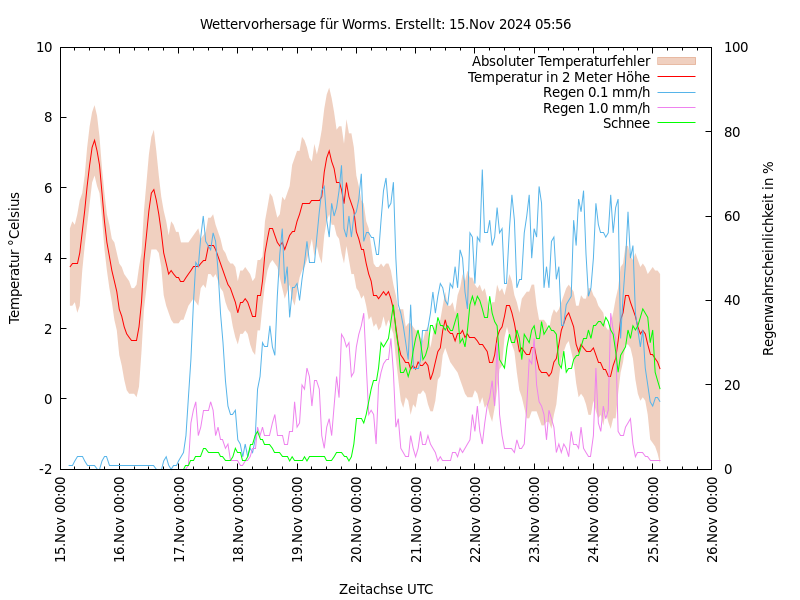 Wettervorhersage für Worms. Erstellt: 15.Nov 2024 05:56
Absoluter Temperaturfehler
Temperatur in 2 Meter Höhe
Regen 0.1 mm/h
Regen 1.0 mm/h
Schnee
Temperatur °Celsius
10
8
6
4
2
0
-2
Regenwahrscheinlichkeit in %
100
80
60
40
20
0
15.Nov 00:00
16.Nov 00:00
17.Nov 00:00
18.Nov 00:00
19.Nov 00:00
20.Nov 00:00
21.Nov 00:00
22.Nov 00:00
23.Nov 00:00
24.Nov 00:00
25.Nov 00:00
26.Nov 00:00
Zeitachse UTC